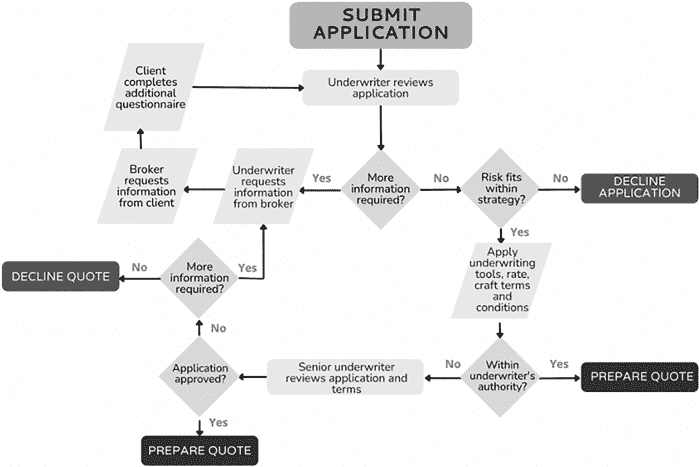 SUBMIT
APPLICATION
Underwriter reviews
application
Client
completes
additional
questionnaire
Broker
requests
information
from client
Underwriter
requests
information
from broker
Yes
More
information
required?
No
Risk fits
within
strategy?
No
DECLINE
APPLICATION
Yes
Apply
underwriting
tools, rate,
craft terms
and
conditions
DECLINE QUOTE
No
More
information
required?
Yes
No
Application
approved?
Senior underwriter
reviews application and
terms
No
Within
underwriter's
authority?
Yes
PREPARE QUOTE
Yes
PREPARE QUOTE